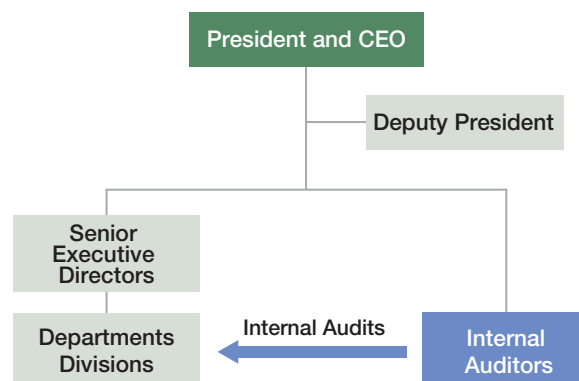 President and CEO
Deputy President
Senior
Executive
Directors
Departments
Divisions
Internal Audits
Internal
Auditors